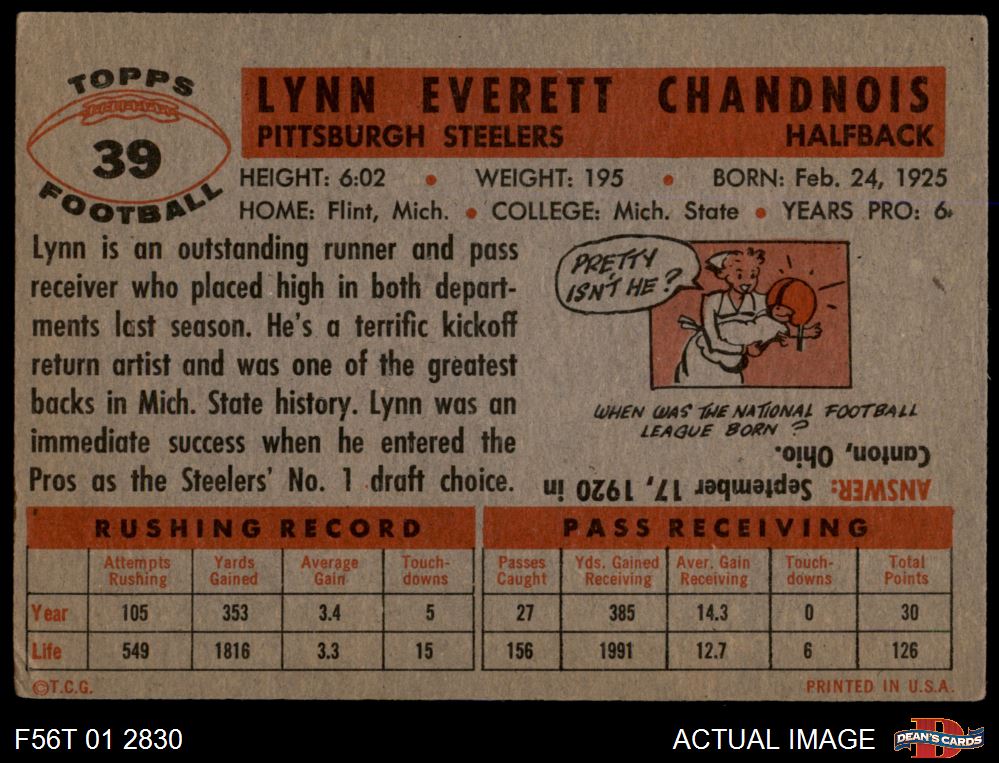 TOPPS
39
FOOTBALL
LYNN EVERETT CHANDNOIS
PITTSBURGH STEELERS HALFBACK
HEIGHT: 6:02 • WEIGHT: 195 • BORN: Feb. 24, 1925
HOME: Flint, Mich. • COLLEGE: Mich. State • YEARS PRO: 6
Lynn is an outstanding runner and pass
receiver who placed high in both depart-
ments last season. He's a terrific kickoff
return artist and was one of the greatest
backs in Mich. State history. Lynn was an
immediate success when he entered the
Pros as the Steelers' No. 1 draft choice.
PRETTY
ISN'T HE?
WHEN WAS THE NATIONAL FOOTBALL
LEAGUE BORN?
ANSWER: September 17, 1920 in
Canton, Ohio.
RUSHING RECORD
Attempts Rushing Yards Gained Average Gain Touch-downs
Year 105 353 3.4 5
Life 549 1816 3.3 15
PASS RECEIVING
Passes Caught Yds. Gained Receiving Aver. Gain Receiving Touch-downs Total Points
27 385 14.3 0 30
156 1991 12.7 6 126
©T.C.G. PRINTED IN U.S.A.
F56T 01 2830 ACTUAL IMAGE DEAN'S CARDS